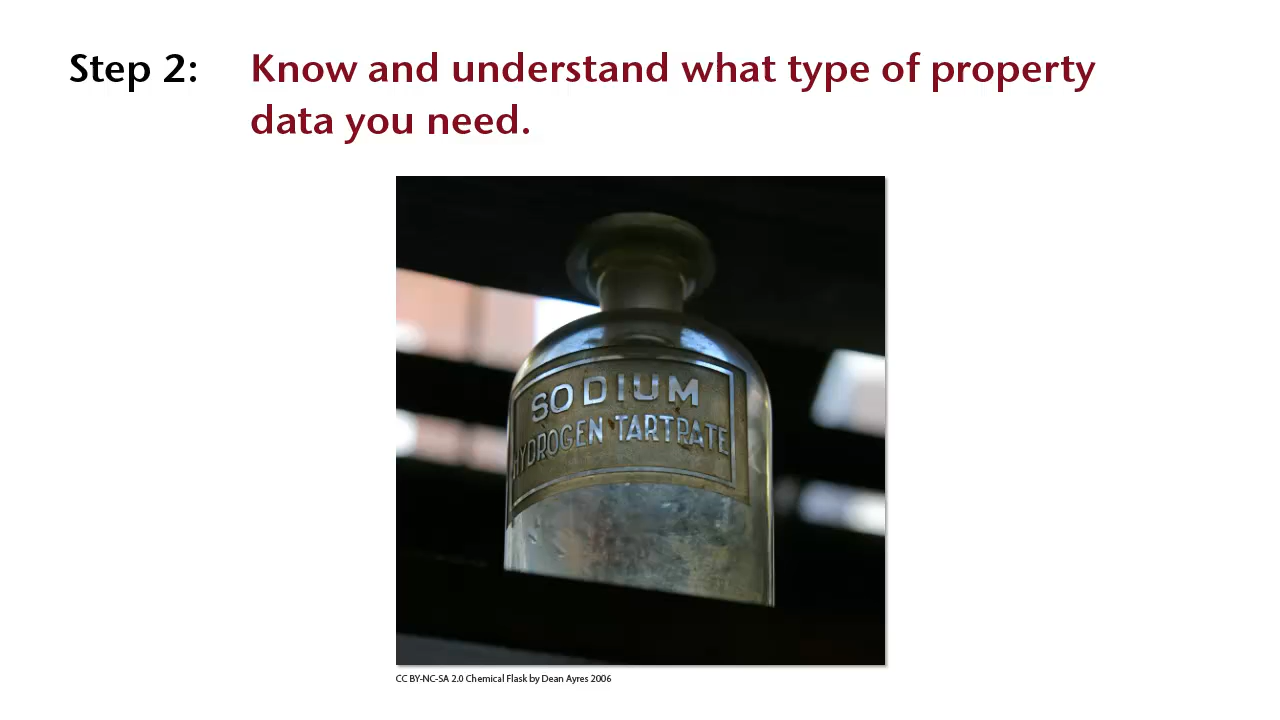 Step 2: Know and understand what type of property
data you need.
SODIUM
HYDROGEN TARTRATE
CC BY-NC-SA 2.0 Chemical Flask by Dean Ayres 2006